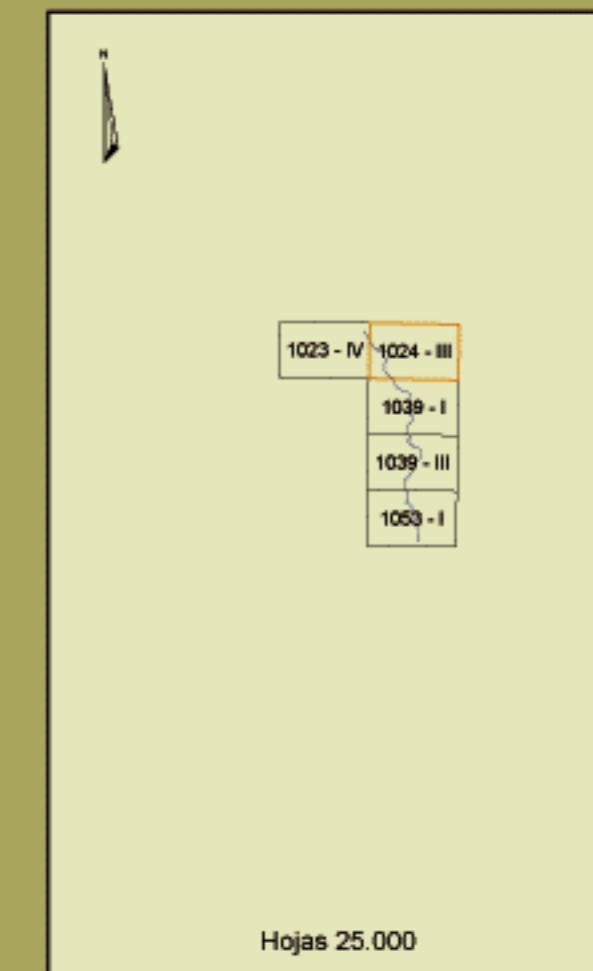 N
1023 - IV 1024 - III
1039 - I
1039 - III
1053 - I
Hojas 25.000